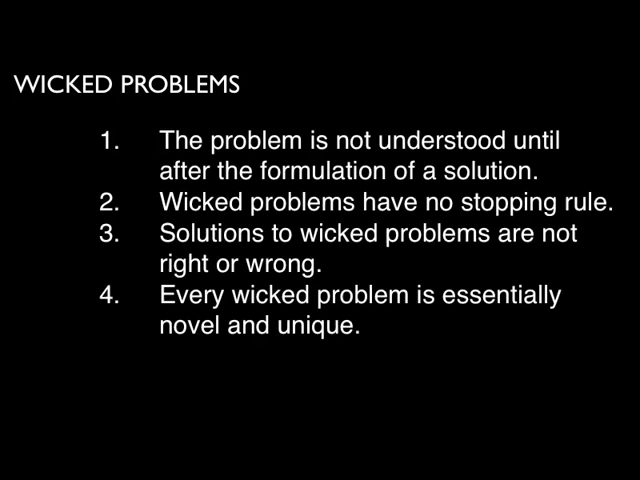 WICKED PROBLEMS
1. The problem is not understood until
after the formulation of a solution.
2. Wicked problems have no stopping rule.
3. Solutions to wicked problems are not
right or wrong.
4. Every wicked problem is essentially
novel and unique.